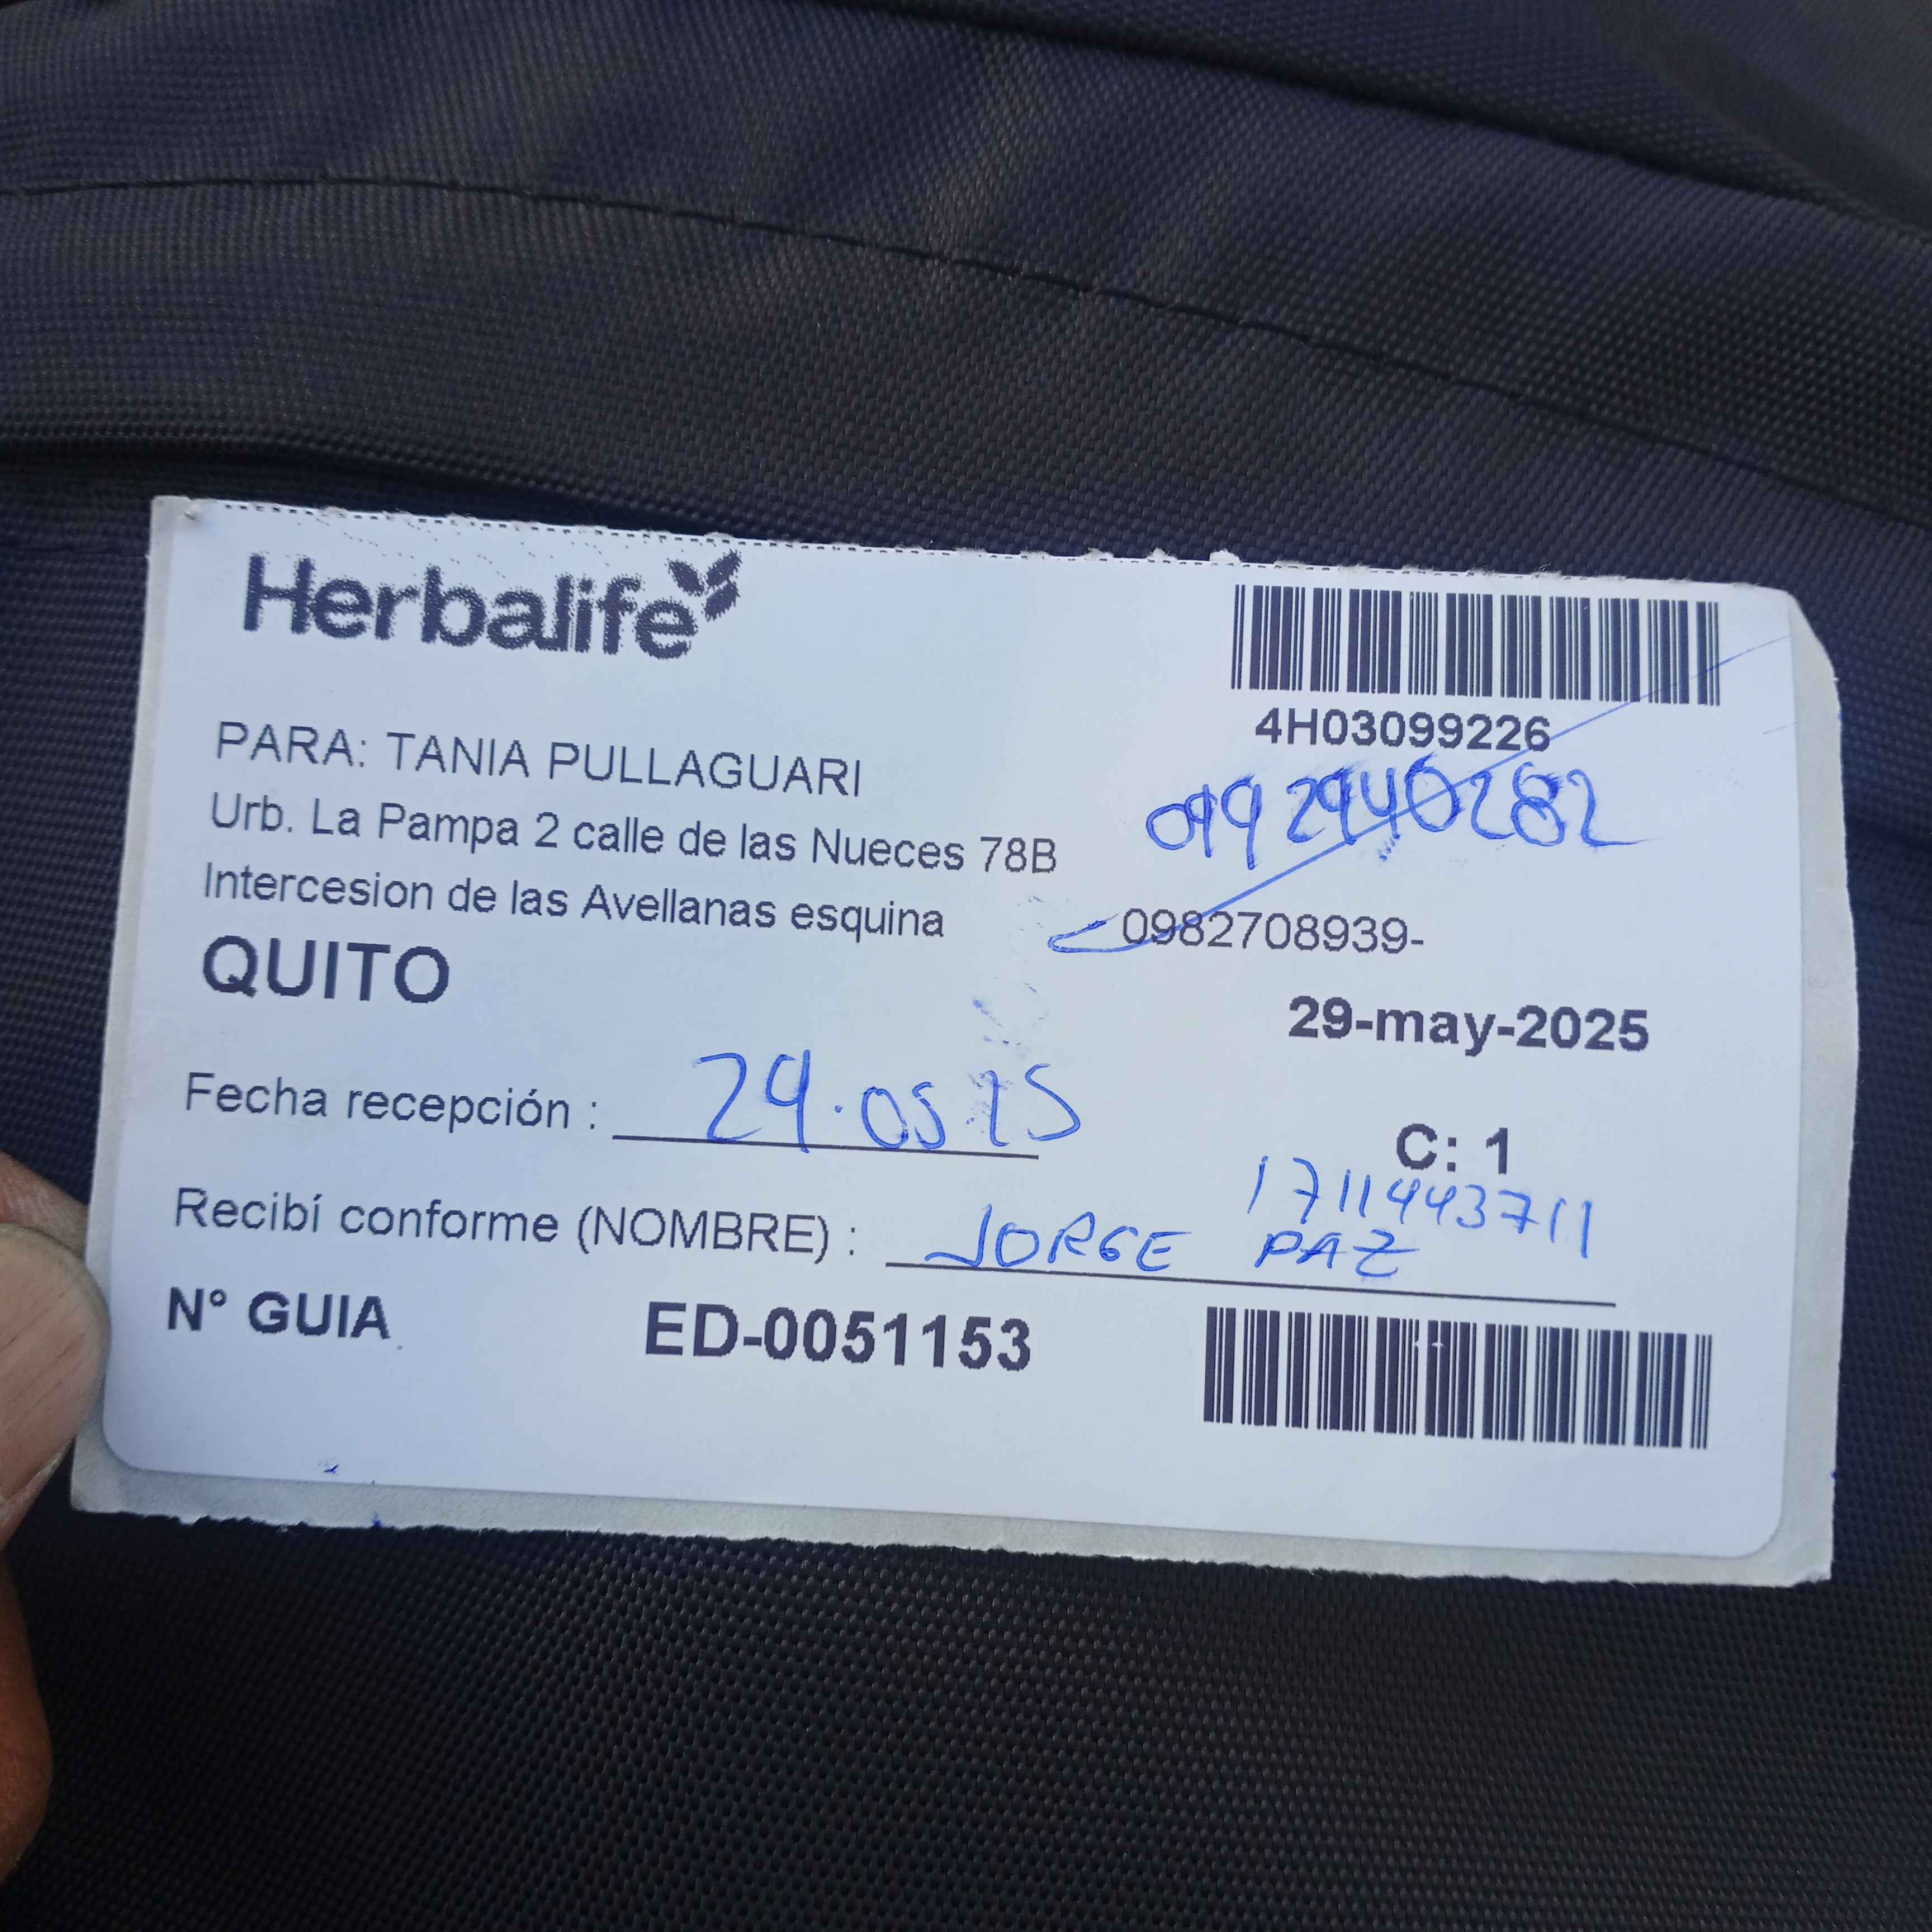 Herbalife
4H03099226
PARA: TANIA PULLAGUARI
0992940282
Urb. La Pampa 2 calle de las Nueces 78B
Intercesion de las Avellanas esquina
0982708939-
QUITO
29-may-2025
Fecha recepción : 29.05 25
C: 1
1711443711
Recibí conforme (NOMBRE) : JORGE PAZ
N° GUIA ED-0051153